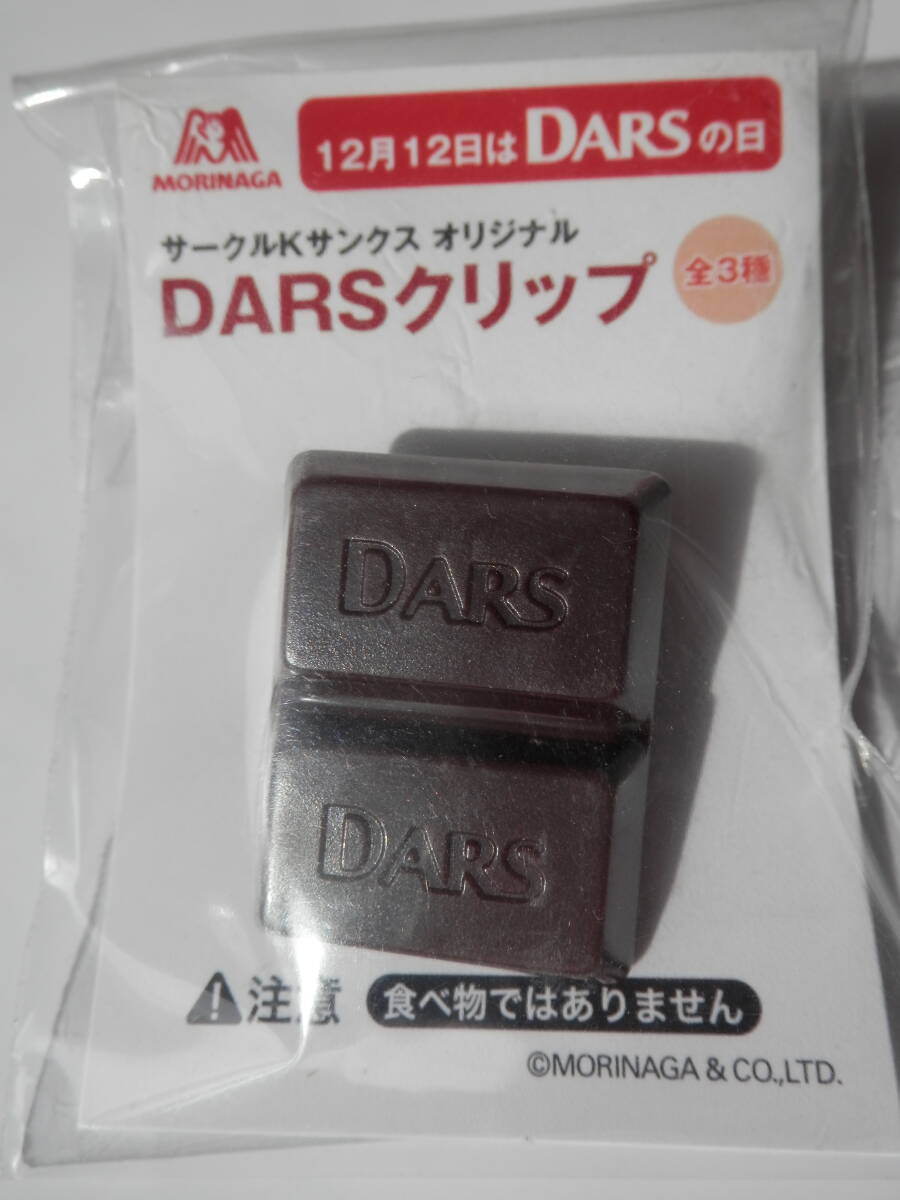 MORINAGA
12月12日はDARSの日
サークルKサンクス オリジナル
DARSクリップ
全3種
DARS
DARS
注意 食べ物ではありません
©MORINAGA & CO.,LTD.